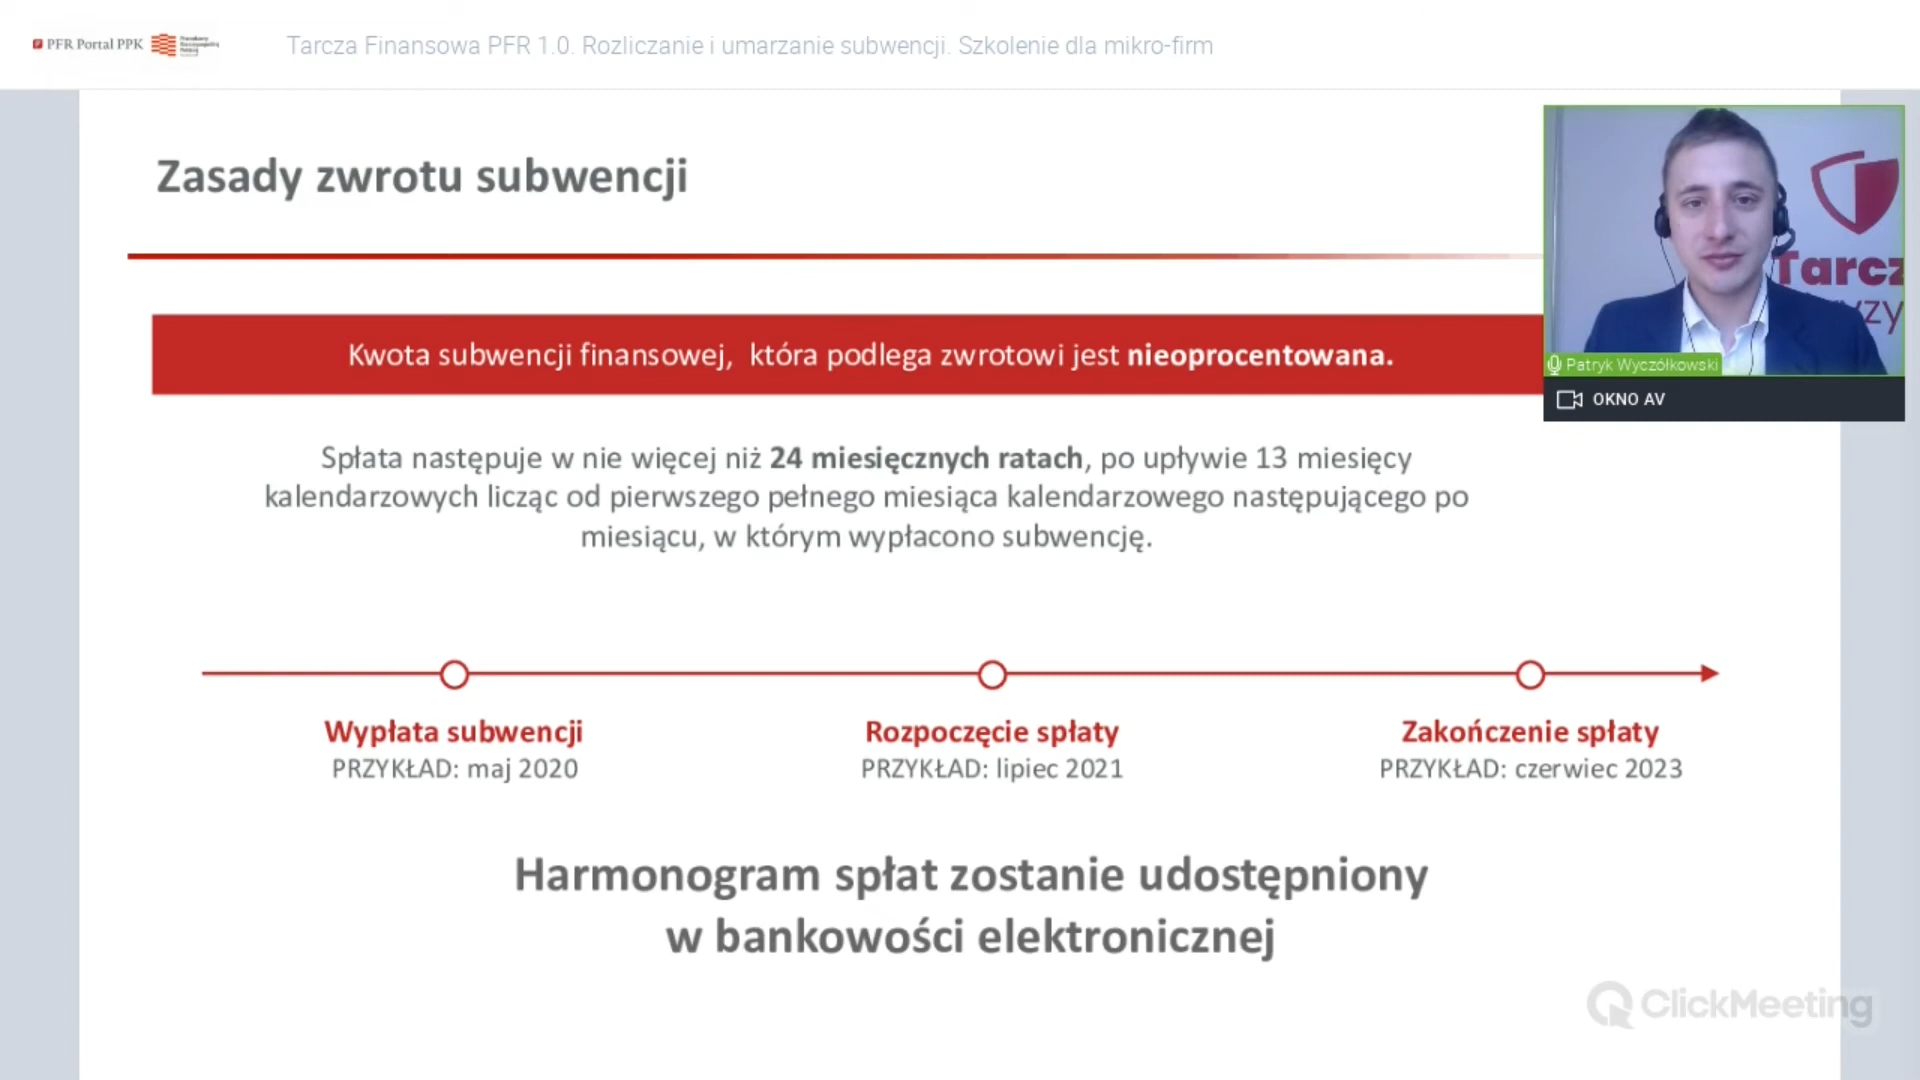 PFR Portal PPK
Tarcza Finansowa PFR 1.0. Rozliczanie i umarzanie subwencji. Szkolenie dla mikro-firm
Zasady zwrotu subwencji
Tarcz
Patryk Wyczółkowski
OKNO AV
Kwota subwencji finansowej, która podlega zwrotowi jest nieoprocentowana.
Spłata następuje w nie więcej niż 24 miesięcznych ratach, po upływie 13 miesięcy
kalendarzowych licząc od pierwszego pełnego miesiąca kalendarzowego następującego po
miesiącu, w którym wypłacono subwencję.
Wypłata subwencji
PRZYKŁAD: maj 2020
Rozpoczęcie spłaty
PRZYKŁAD: lipiec 2021
Zakończenie spłaty
PRZYKŁAD: czerwiec 2023
Harmonogram spłat zostanie udostępniony
w bankowości elektronicznej
ClickMeeting